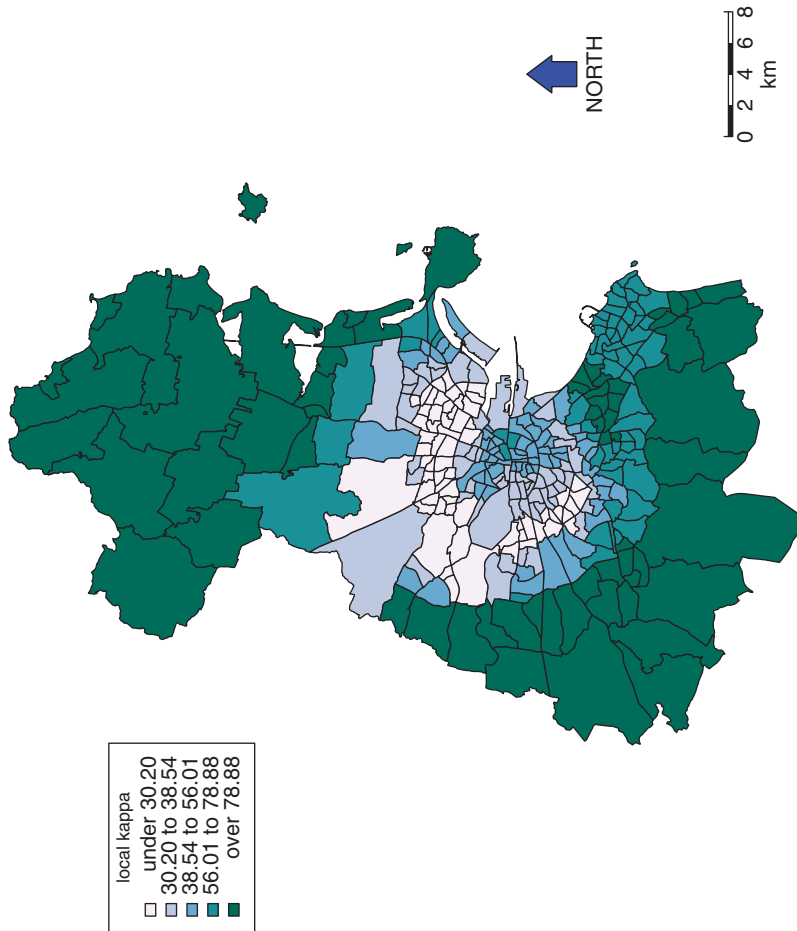 local kappa
under 30.20
30.20 to 38.54
38.54 to 56.01
56.01 to 78.88
over 78.88
NORTH
0 2 4 6 8
km